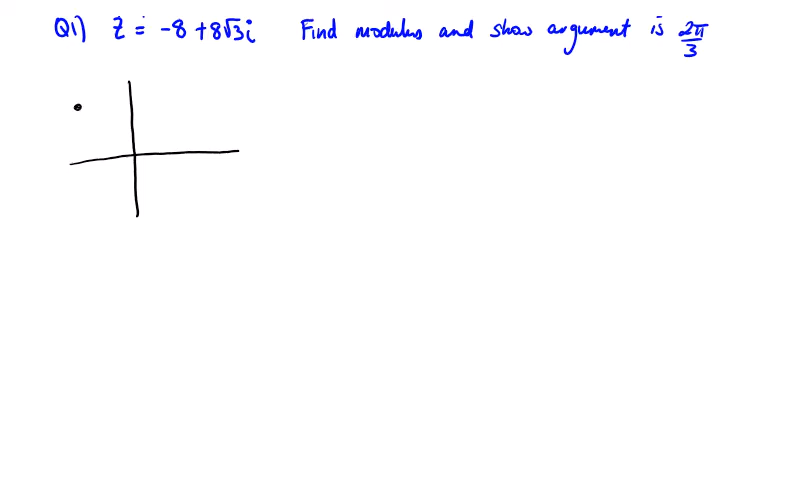 Q1) z = -8 + 8√3i Find modulus and show argument is 2π/3